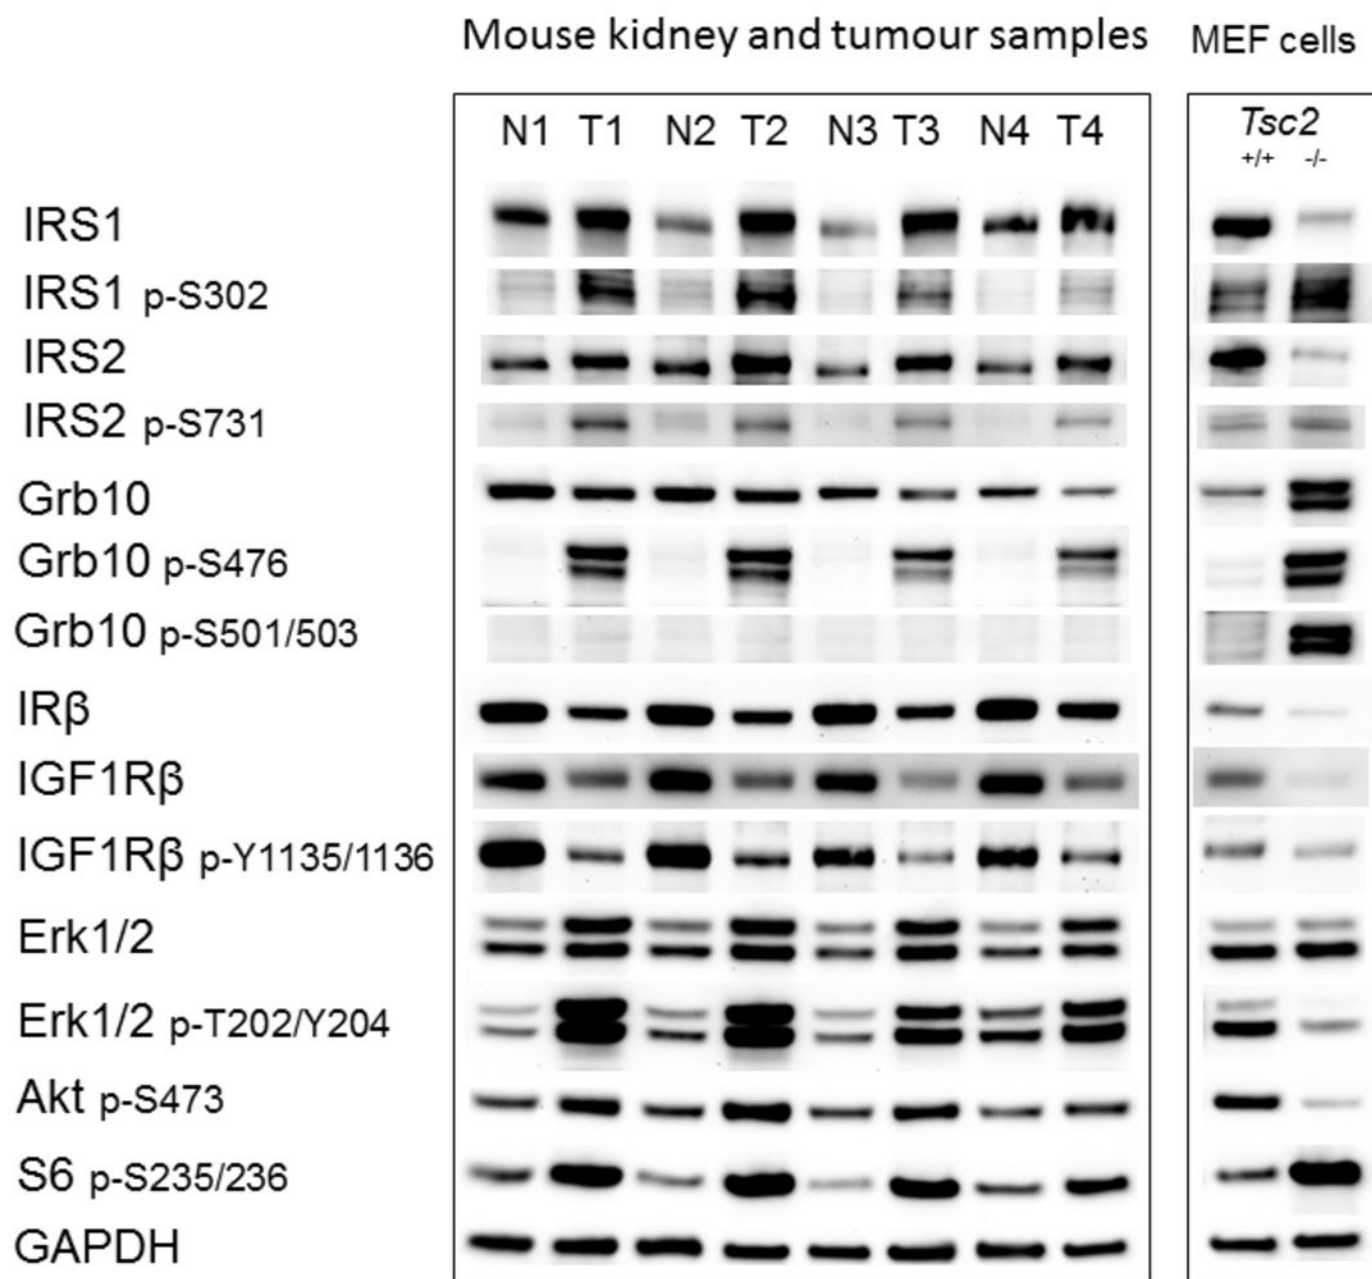 Mouse kidney and tumour samples MEF cells
N1 T1 N2 T2 N3 T3 N4 T4 Tsc2
+/+ -/-
IRS1
IRS1 p-S302
IRS2
IRS2 p-S731
Grb10
Grb10 p-S476
Grb10 p-S501/503
IRβ
IGF1Rβ
IGF1Rβ p-Y1135/1136
Erk1/2
Erk1/2 p-T202/Y204
Akt p-S473
S6 p-S235/236
GAPDH